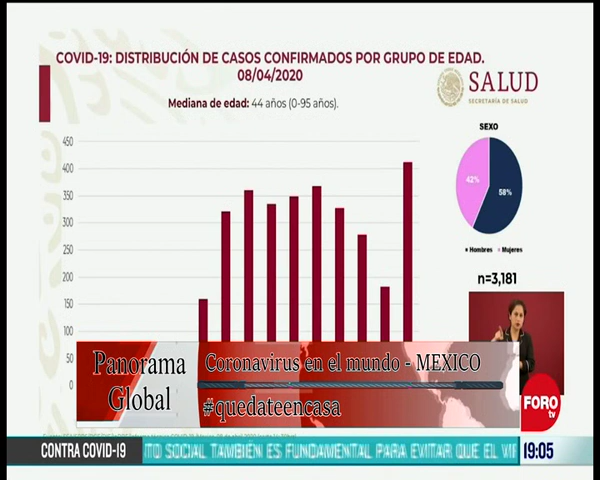 COVID-19: DISTRIBUCIÓN DE CASOS CONFIRMADOS POR GRUPO DE EDAD.
08/04/2020
Mediana de edad: 44 años (0-95 años).
SALUD
SECRETARÍA DE SALUD
SEXO
42%
58%
Hombres Mujeres
n=3,181
450
400
350
300
250
200
150
100
50
0
Panorama
Global
Coronavirus en el mundo - MEXICO
#quedateencasa
FORO
tv
CONTRA COVID-19
TO SOCIAL TAMBIÉN ES FUNDAMENTAL PARA EVITAR QUE EL VI
19:05